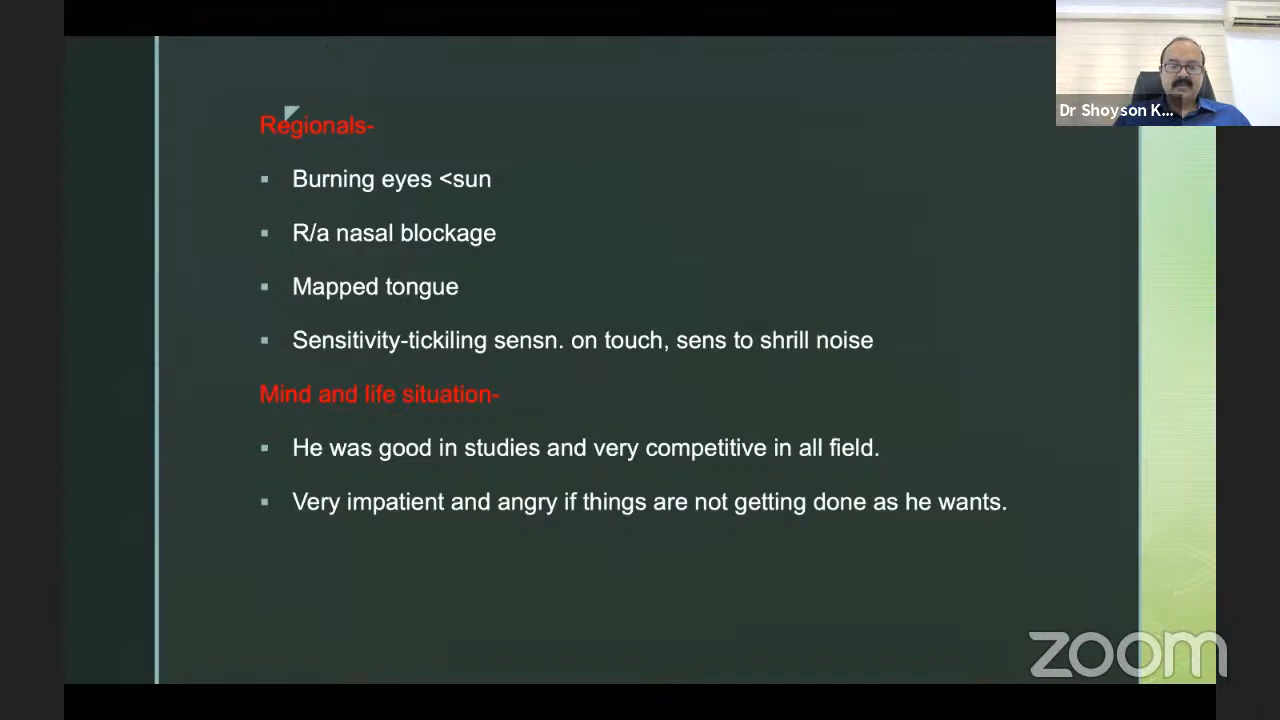 Dr Shoyson K...
Regionals-
▪ Burning eyes <sun
▪ R/a nasal blockage
▪ Mapped tongue
▪ Sensitivity-tickiling sensn. on touch, sens to shrill noise
Mind and life situation-
▪ He was good in studies and very competitive in all field.
▪ Very impatient and angry if things are not getting done as he wants.
zoom